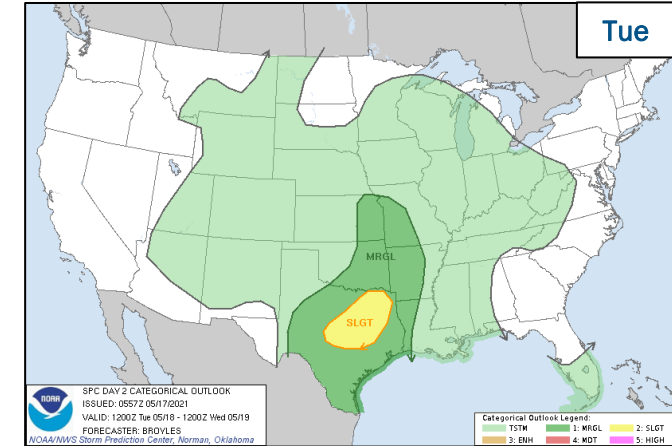 Tue
MRGL
SLGT
NOAA
SPC DAY 2 CATEGORICAL OUTLOOK
ISSUED: 0557Z 05/17/2021
VALID: 1200Z Tue 05/18 - 1200Z Wed 05/19
FORECASTER: BROYLES
NOAA/NWS Storm Prediction Center, Norman, Oklahoma
Categorical Outlook Legend:
TSTM 1: MRGL 2: SLGT
3: ENH 4: MDT 5: HIGH